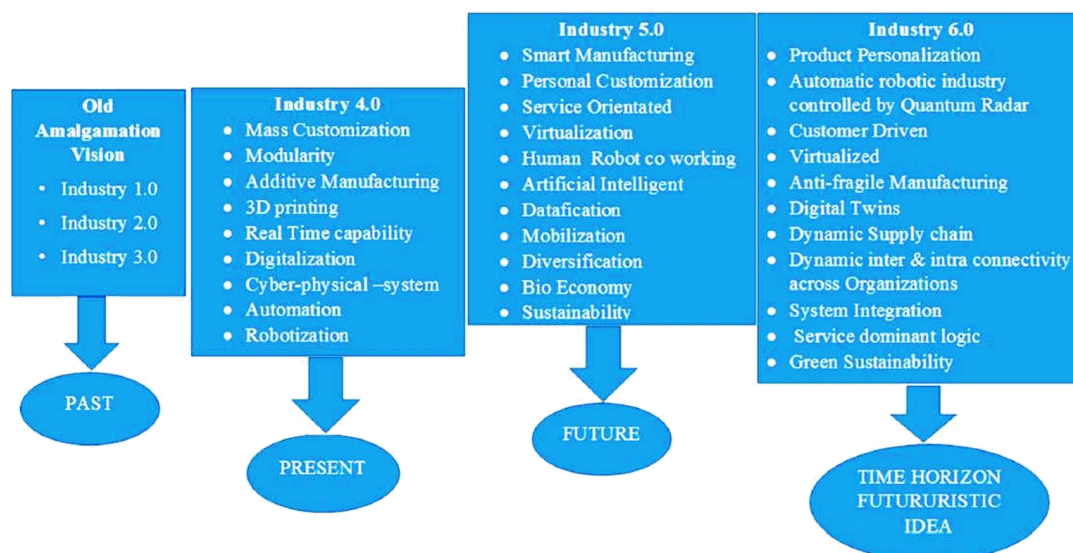 Old
Amalgamation
Vision
• Industry 1.0
• Industry 2.0
• Industry 3.0
PAST
Industry 4.0
• Mass Customization
• Modularity
• Additive Manufacturing
• 3D printing
• Real Time capability
• Digitalization
• Cyber-physical –system
• Automation
• Robotization
PRESENT
Industry 5.0
• Smart Manufacturing
• Personal Customization
• Service Orientated
• Virtualization
• Human Robot co working
• Artificial Intelligent
• Datafication
• Mobilization
• Diversification
• Bio Economy
• Sustainability
FUTURE
Industry 6.0
• Product Personalization
• Automatic robotic industry
controlled by Quantum Radar
• Customer Driven
• Virtualized
• Anti-fragile Manufacturing
• Digital Twins
• Dynamic Supply chain
• Dynamic inter & intra connectivity
across Organizations
• System Integration
• Service dominant logic
• Green Sustainability
TIME HORIZON
FUTURURISTIC
IDEA